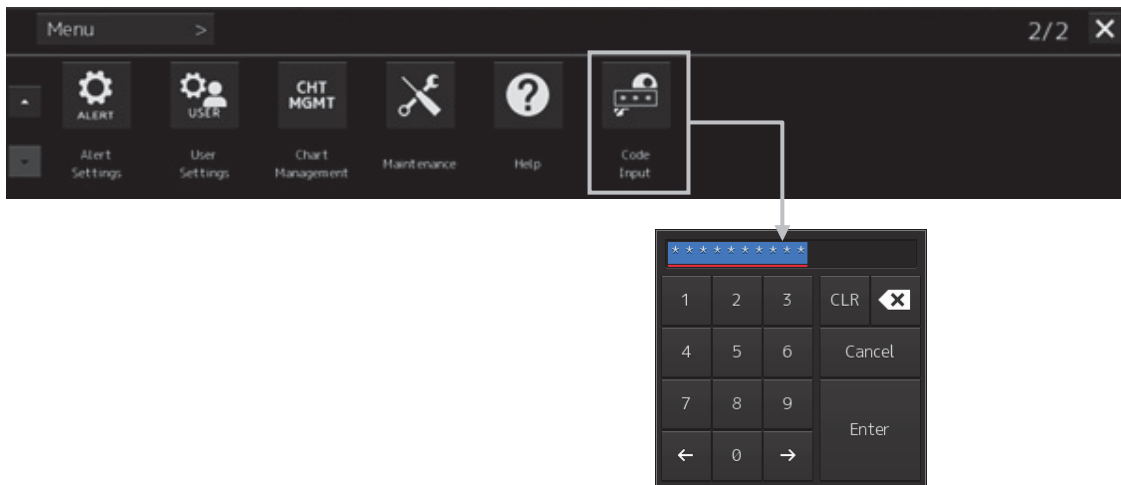 Menu >
2/2 ×
ALERT
USER
CHT
MGMT
?
***
Alert
Settings
User
Settings
Chart
Management
Maintenance
Help
Code
Input
**********
1 2 3 CLR ×
4 5 6 Cancel
7 8 9
Enter
← 0 →